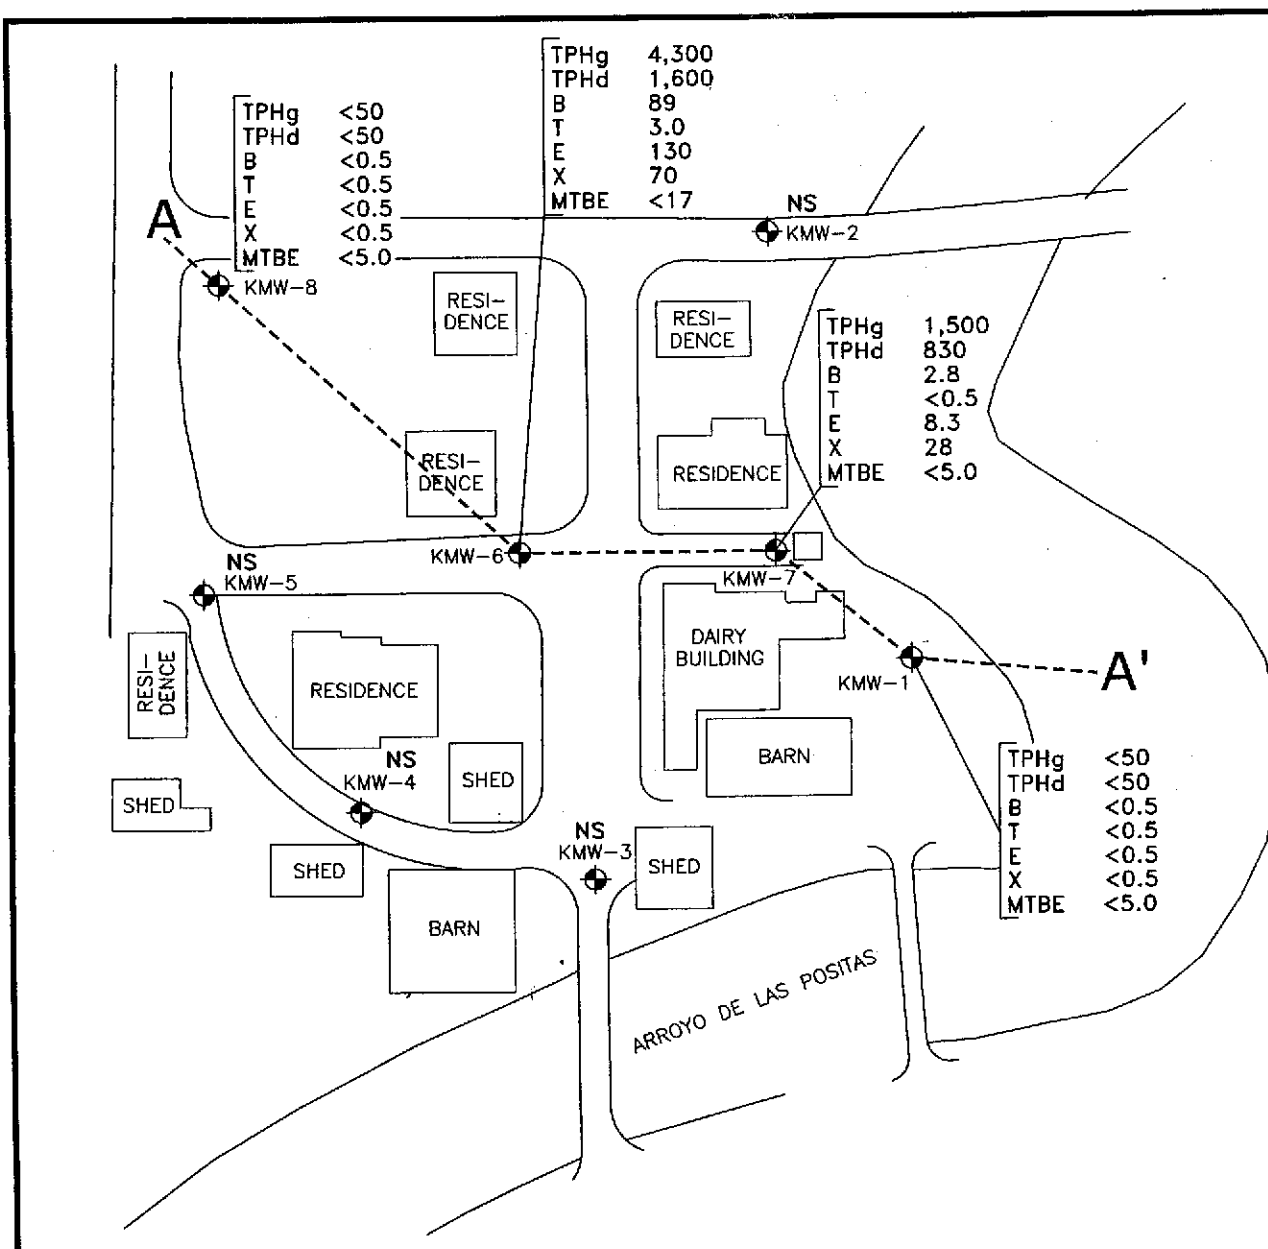 TPHg 4,300
TPHd 1,600
B 89
T 3.0
E 130
X 70
MTBE <17
TPHg <50
TPHd <50
B <0.5
T <0.5
E <0.5
X <0.5
MTBE <5.0
A
KMW-8
NS
KMW-2
RESI-
DENCE
RESI-
DENCE
TPHg 1,500
TPHd 830
B 2.8
T <0.5
E 8.3
X 28
MTBE <5.0
RESI-
DENCE
RESIDENCE
KMW-6
KMW-7
NS
KMW-5
RESI-
DENCE
RESIDENCE
DAIRY
BUILDING
KMW-1
A'
NS
KMW-4
SHED
BARN
SHED
TPHg <50
TPHd <50
B <0.5
T <0.5
E <0.5
X <0.5
MTBE <5.0
NS
KMW-3
SHED
SHED
BARN
ARROYO DE LAS POSITAS